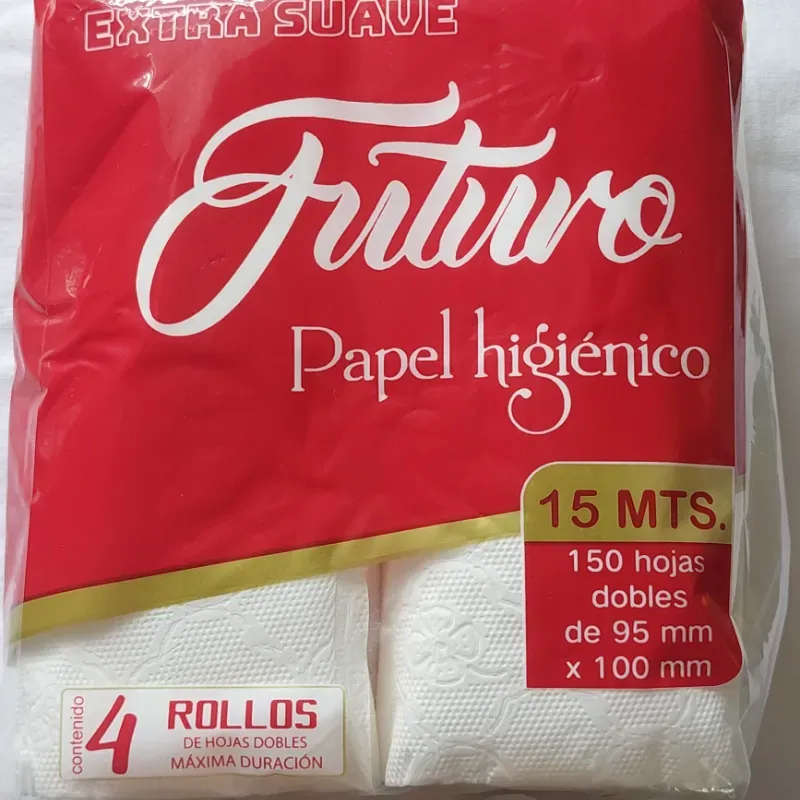 EXTRA SUAVE
Futuro
Papel higiénico
15 MTS.
150 hojas
dobles
de 95 mm
x 100 mm
contenido
4 ROLLOS
DE HOJAS DOBLES
MÁXIMA DURACIÓN